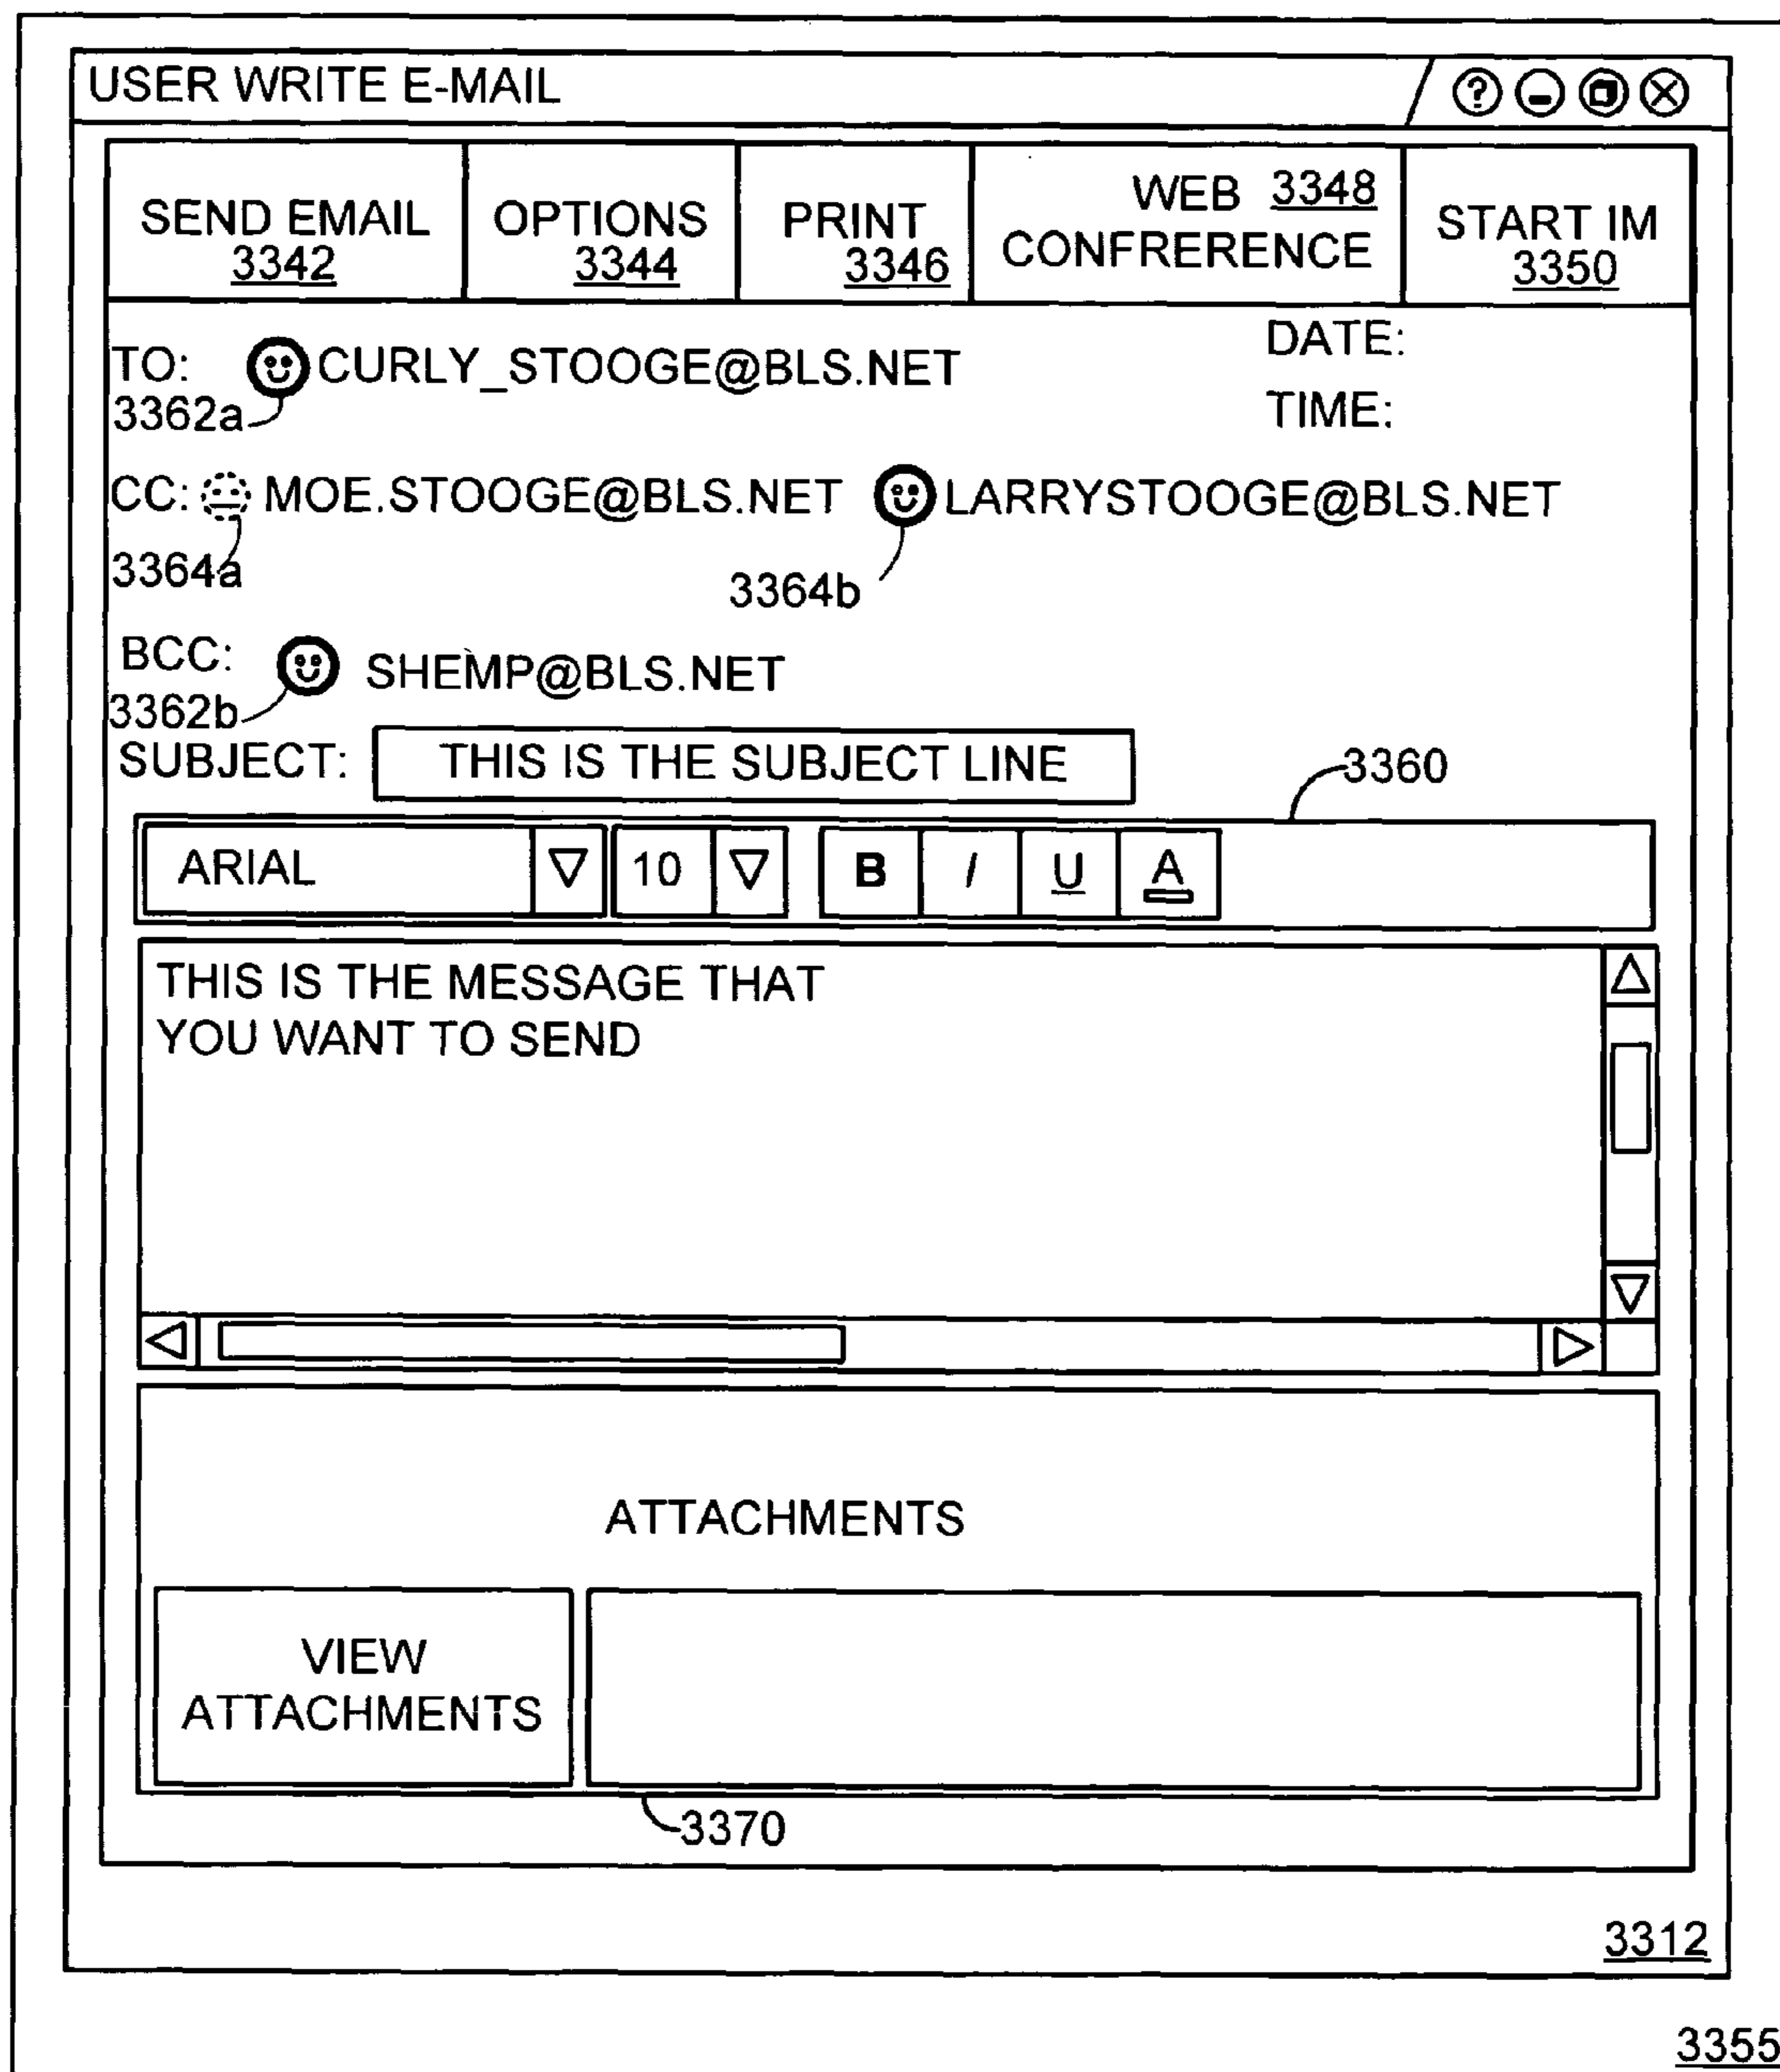 USER WRITE E-MAIL ?
SEND EMAIL
3342
OPTIONS
3344
PRINT
3346
WEB 3348
CONFRERENCE
START IM
3350
DATE:
TO: CURLY_STOOGE@BLS.NET
3362a
TIME:
CC: MOE.STOOGE@BLS.NET LARRYSTOOGE@BLS.NET
3364a
3364b
BCC: SHEMP@BLS.NET
3362b
SUBJECT: THIS IS THE SUBJECT LINE
3360
ARIAL 10 B I U A
THIS IS THE MESSAGE THAT
YOU WANT TO SEND
ATTACHMENTS
VIEW
ATTACHMENTS
3370
3312
3355